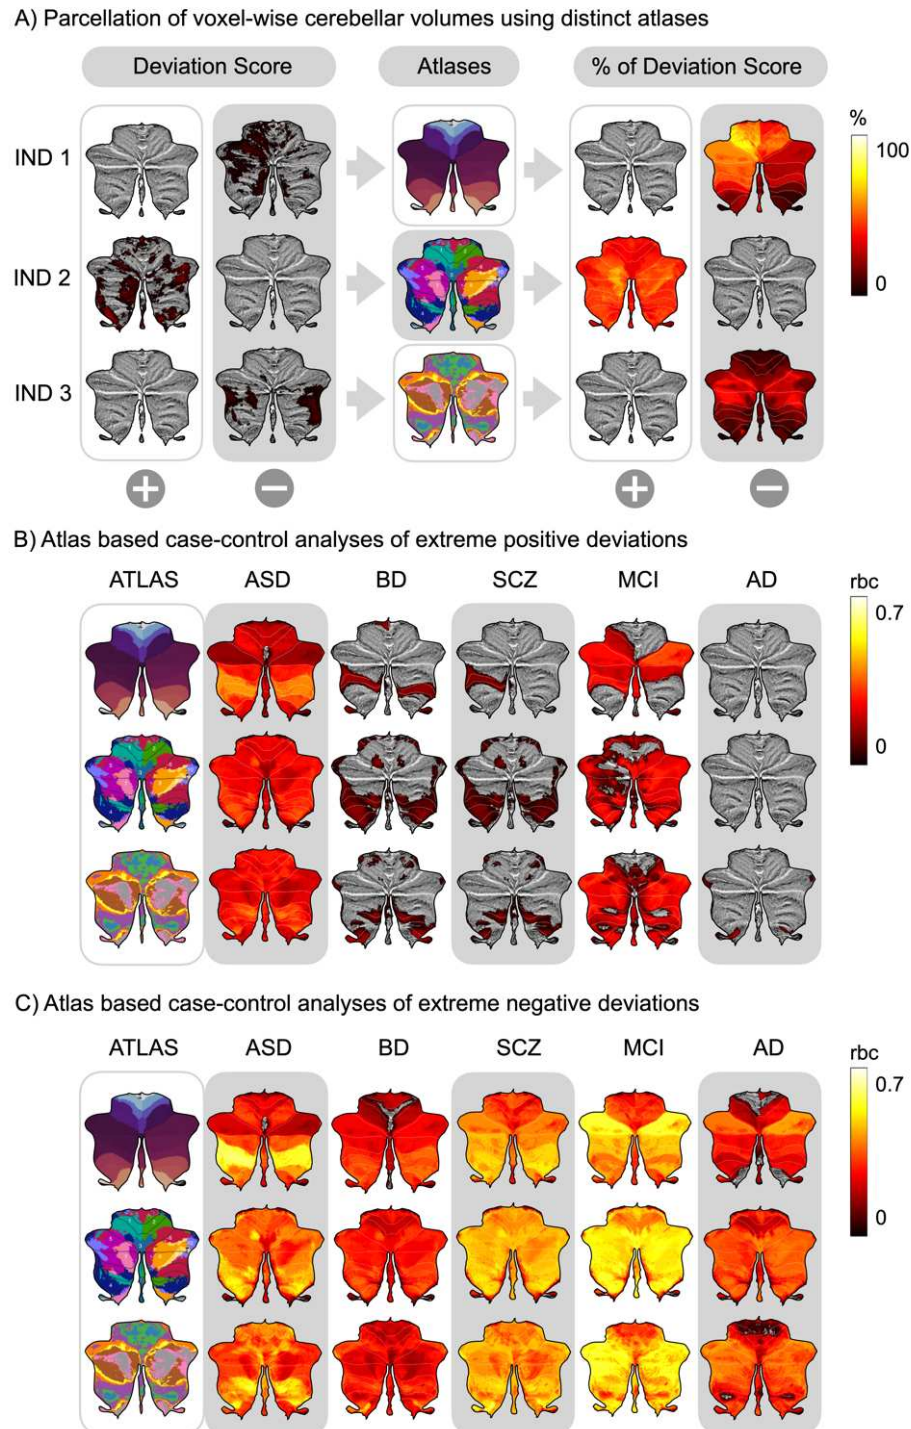 A) Parcellation of voxel-wise cerebellar volumes using distinct atlases
Deviation Score Atlases % of Deviation Score
%
100
0
IND 1
IND 2
IND 3
+ − + −
B) Atlas based case-control analyses of extreme positive deviations
ATLAS ASD BD SCZ MCI AD rbc
0.7
0
C) Atlas based case-control analyses of extreme negative deviations
ATLAS ASD BD SCZ MCI AD rbc
0.7
0